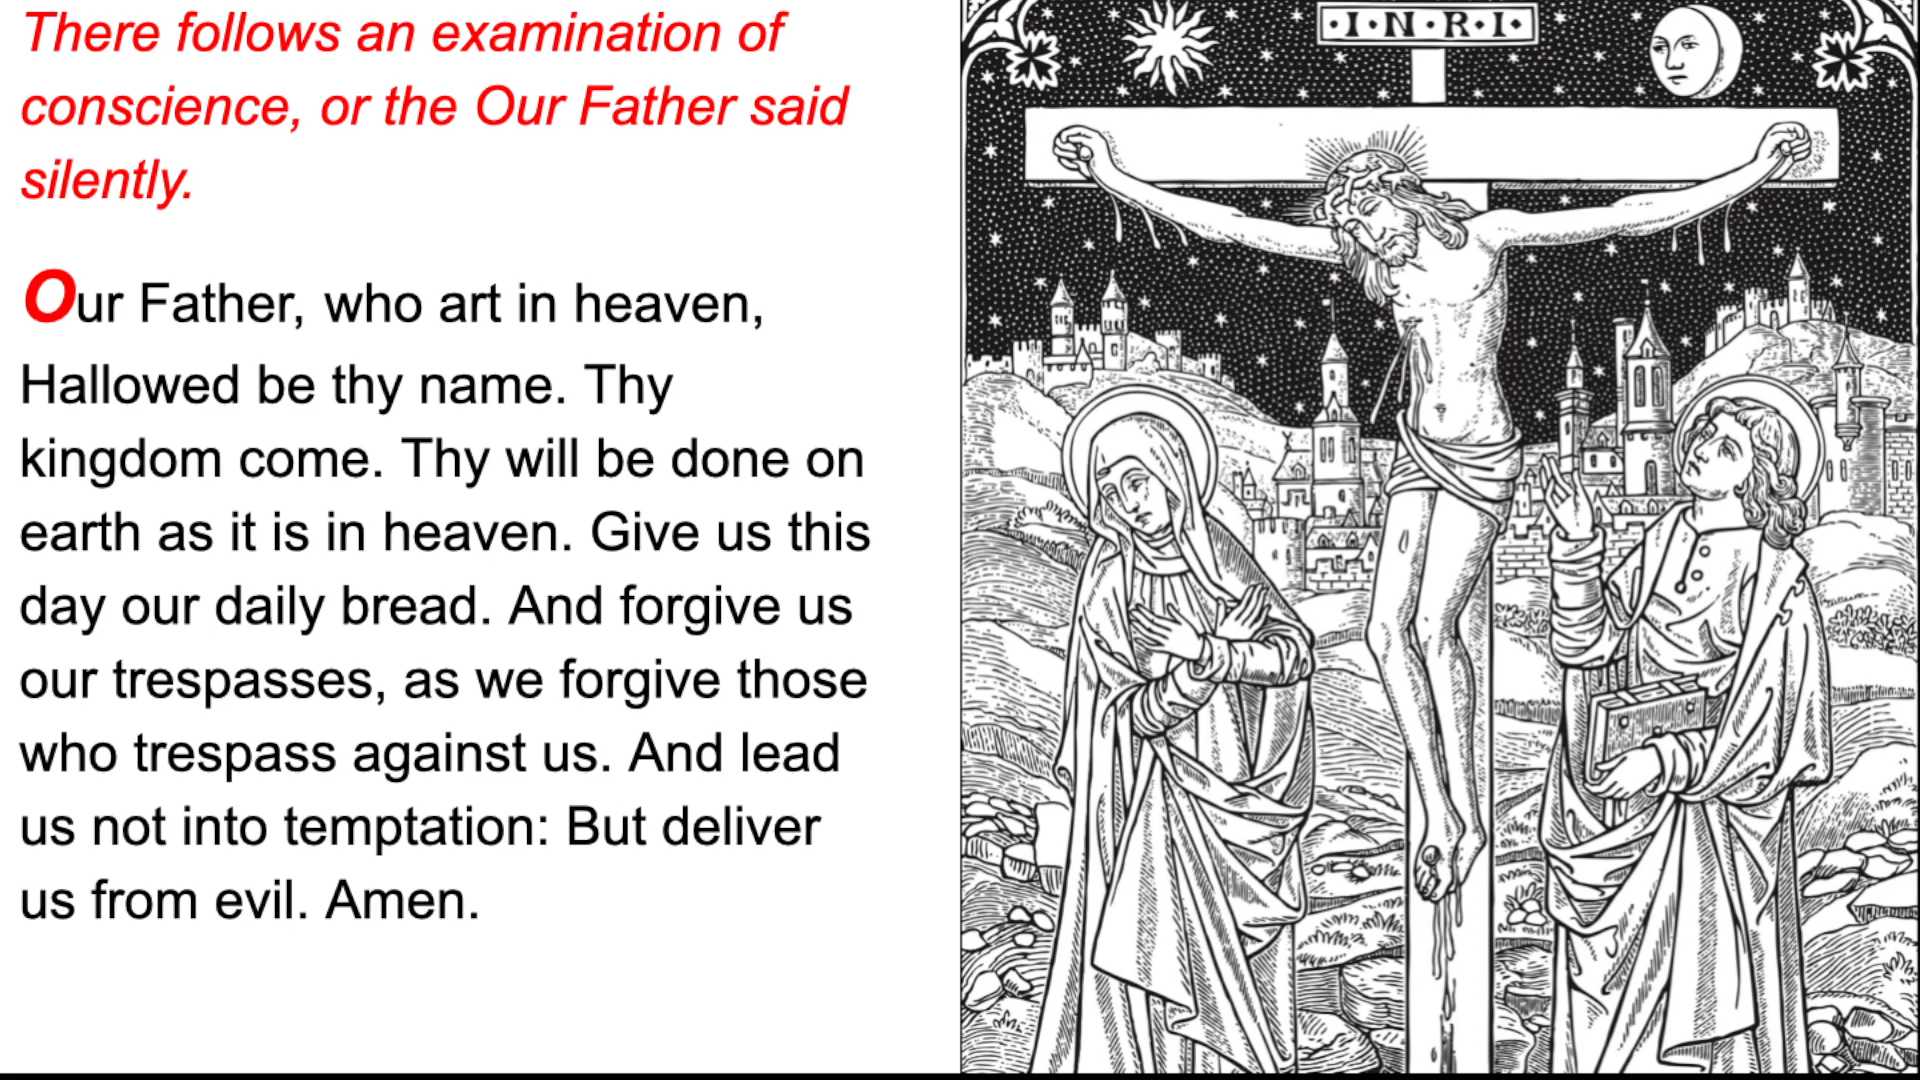 There follows an examination of
conscience, or the Our Father said
silently.
Our Father, who art in heaven,
Hallowed be thy name. Thy
kingdom come. Thy will be done on
earth as it is in heaven. Give us this
day our daily bread. And forgive us
our trespasses, as we forgive those
who trespass against us. And lead
us not into temptation: But deliver
us from evil. Amen.
·I·N·R·I·